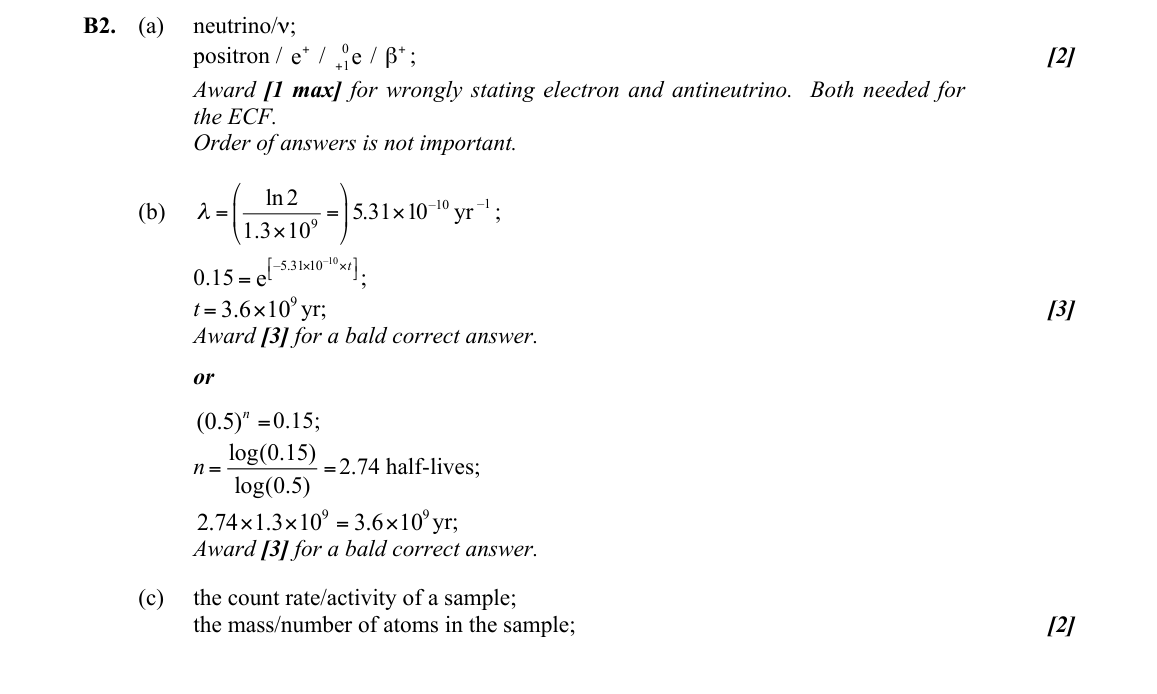 B2. (a) neutrino/ν;
positron / e⁺ / ⁰₊₁e / β⁺ ; [2]
Award [1 max] for wrongly stating electron and antineutrino. Both needed for
the ECF.
Order of answers is not important.
(b) λ = ( ln 2 / 1.3×10⁹ = ) 5.31×10⁻¹⁰ yr⁻¹ ;
0.15 = e^[−5.31×10⁻¹⁰×t] ;
t = 3.6×10⁹ yr; [3]
Award [3] for a bald correct answer.
or
(0.5)ⁿ = 0.15;
n = log(0.15) / log(0.5) = 2.74 half-lives;
2.74×1.3×10⁹ = 3.6×10⁹ yr;
Award [3] for a bald correct answer.
(c) the count rate/activity of a sample;
the mass/number of atoms in the sample; [2]